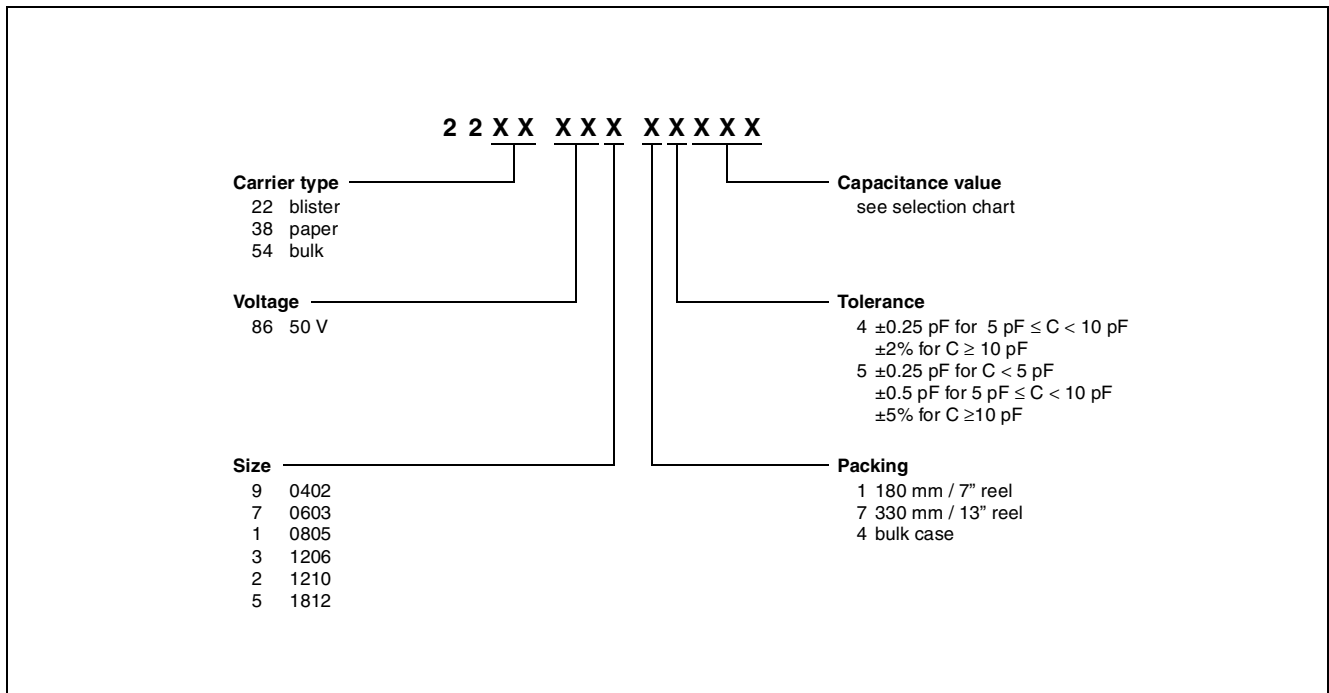 2 2 X X X X X X X X X X
Carrier type
22 blister
38 paper
54 bulk
Capacitance value
see selection chart
Voltage
86 50 V
Tolerance
4 ±0.25 pF for 5 pF ≤ C < 10 pF
±2% for C ≥ 10 pF
5 ±0.25 pF for C < 5 pF
±0.5 pF for 5 pF ≤ C < 10 pF
±5% for C ≥10 pF
Size
9 0402
7 0603
1 0805
3 1206
2 1210
5 1812
Packing
1 180 mm / 7” reel
7 330 mm / 13” reel
4 bulk case